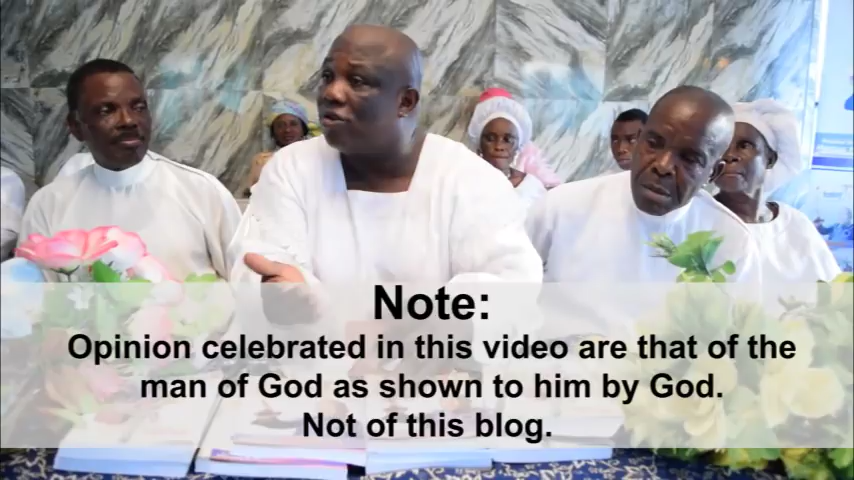 Note:
Opinion celebrated in this video are that of the
man of God as shown to him by God.
Not of this blog.